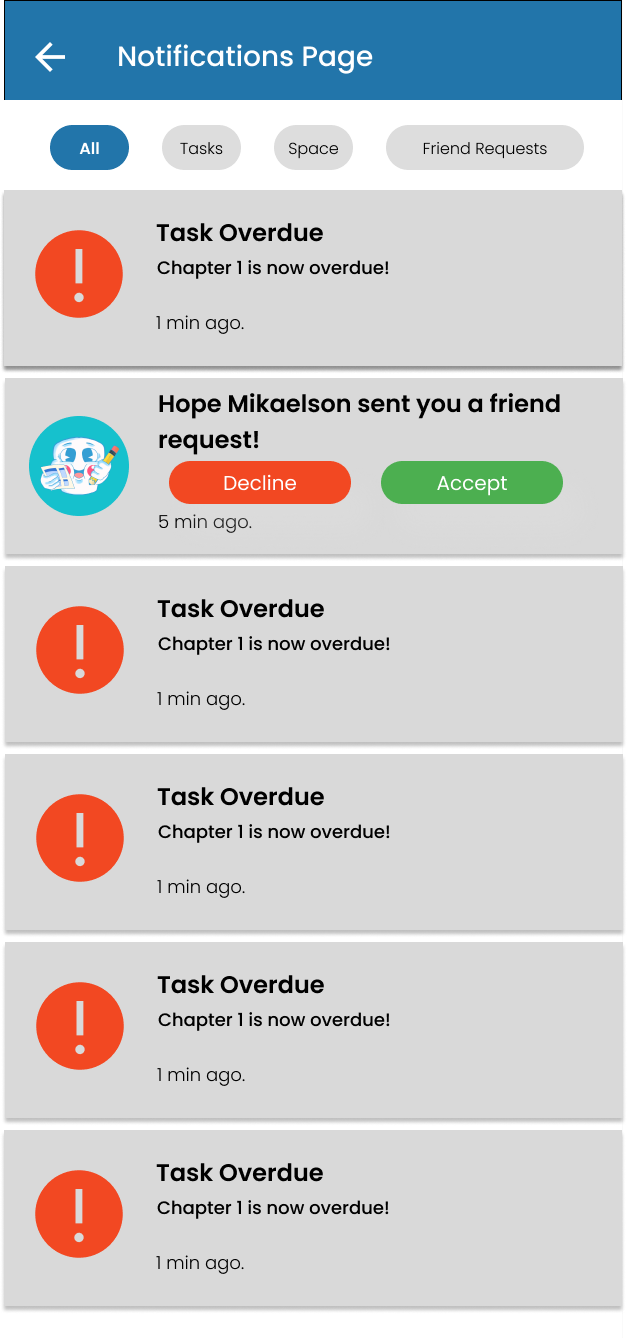 Notifications Page
All
Tasks
Space
Friend Requests
Task Overdue
Chapter 1 is now overdue!
1 min ago.
Hope Mikaelson sent you a friend
request!
Decline
Accept
5 min ago.
Task Overdue
Chapter 1 is now overdue!
1 min ago.
Task Overdue
Chapter 1 is now overdue!
1 min ago.
Task Overdue
Chapter 1 is now overdue!
1 min ago.
Task Overdue
Chapter 1 is now overdue!
1 min ago.